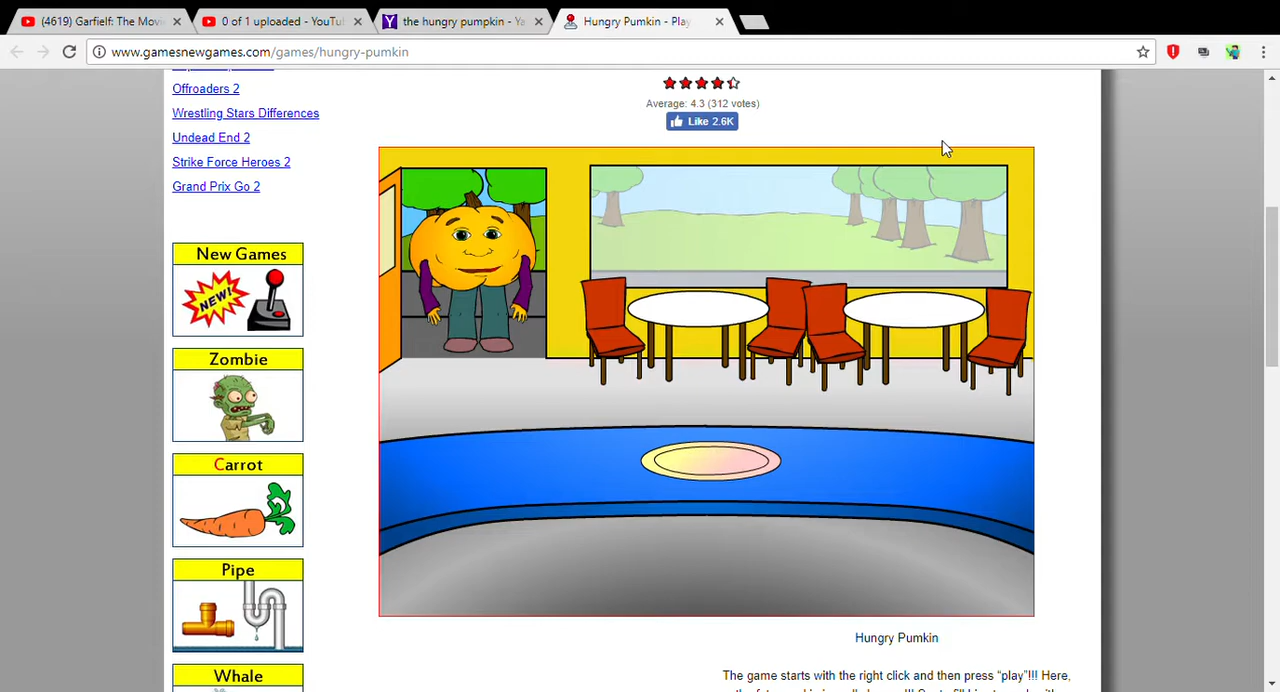 (4619) Garfielf: The Movi
0 of 1 uploaded - YouTu
the hungry pumpkin - Ya
Hungry Pumkin - Play
www.gamesnewgames.com/games/hungry-pumkin
Offroaders 2
Wrestling Stars Differences
Undead End 2
Strike Force Heroes 2
Grand Prix Go 2
Average: 4.3 (312 votes)
Like 2.6K
New Games
NEW!
Zombie
Carrot
Pipe
Whale
Hungry Pumkin
The game starts with the right click and then press “play”!!! Here,